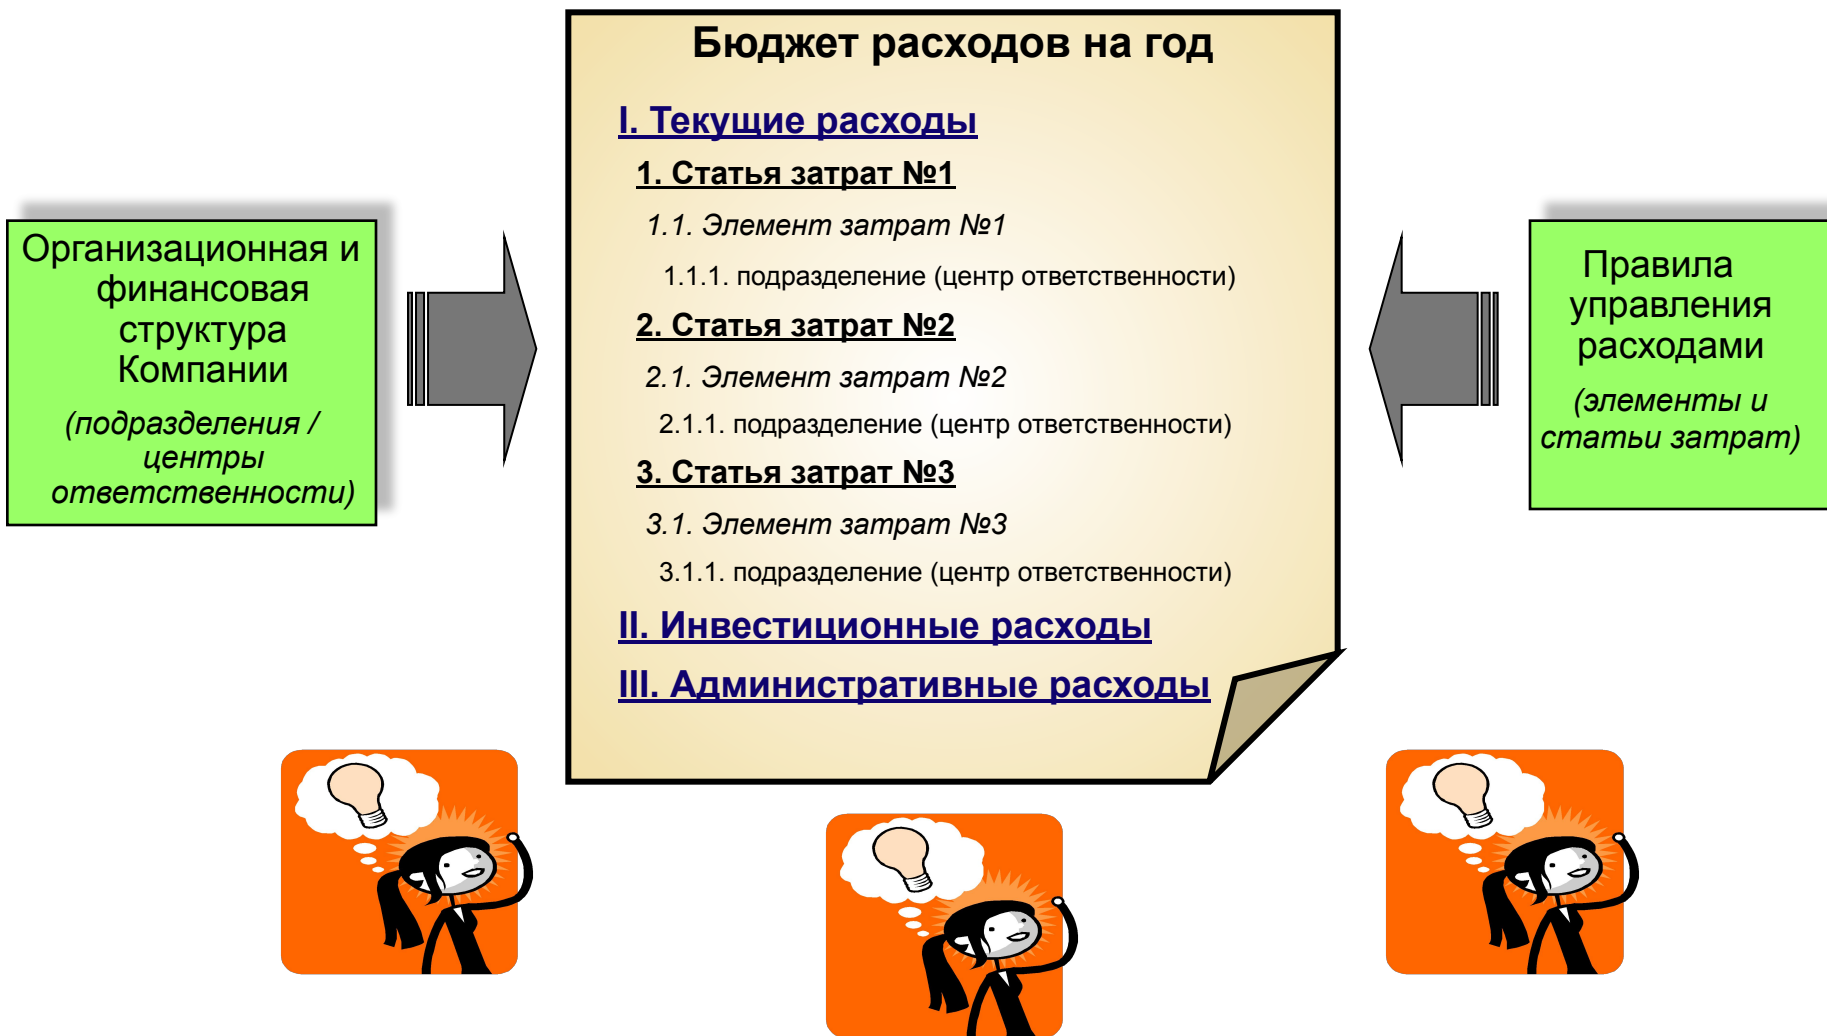 Бюджет расходов на год
I. Текущие расходы
1. Статья затрат №1
1.1. Элемент затрат №1
1.1.1. подразделение (центр ответственности)
2. Статья затрат №2
2.1. Элемент затрат №2
2.1.1. подразделение (центр ответственности)
3. Статья затрат №3
3.1. Элемент затрат №3
3.1.1. подразделение (центр ответственности)
II. Инвестиционные расходы
III. Административные расходы
Организационная и
финансовая
структура
Компании
(подразделения /
центры
ответственности)
Правила
управления
расходами
(элементы и
статьи затрат)